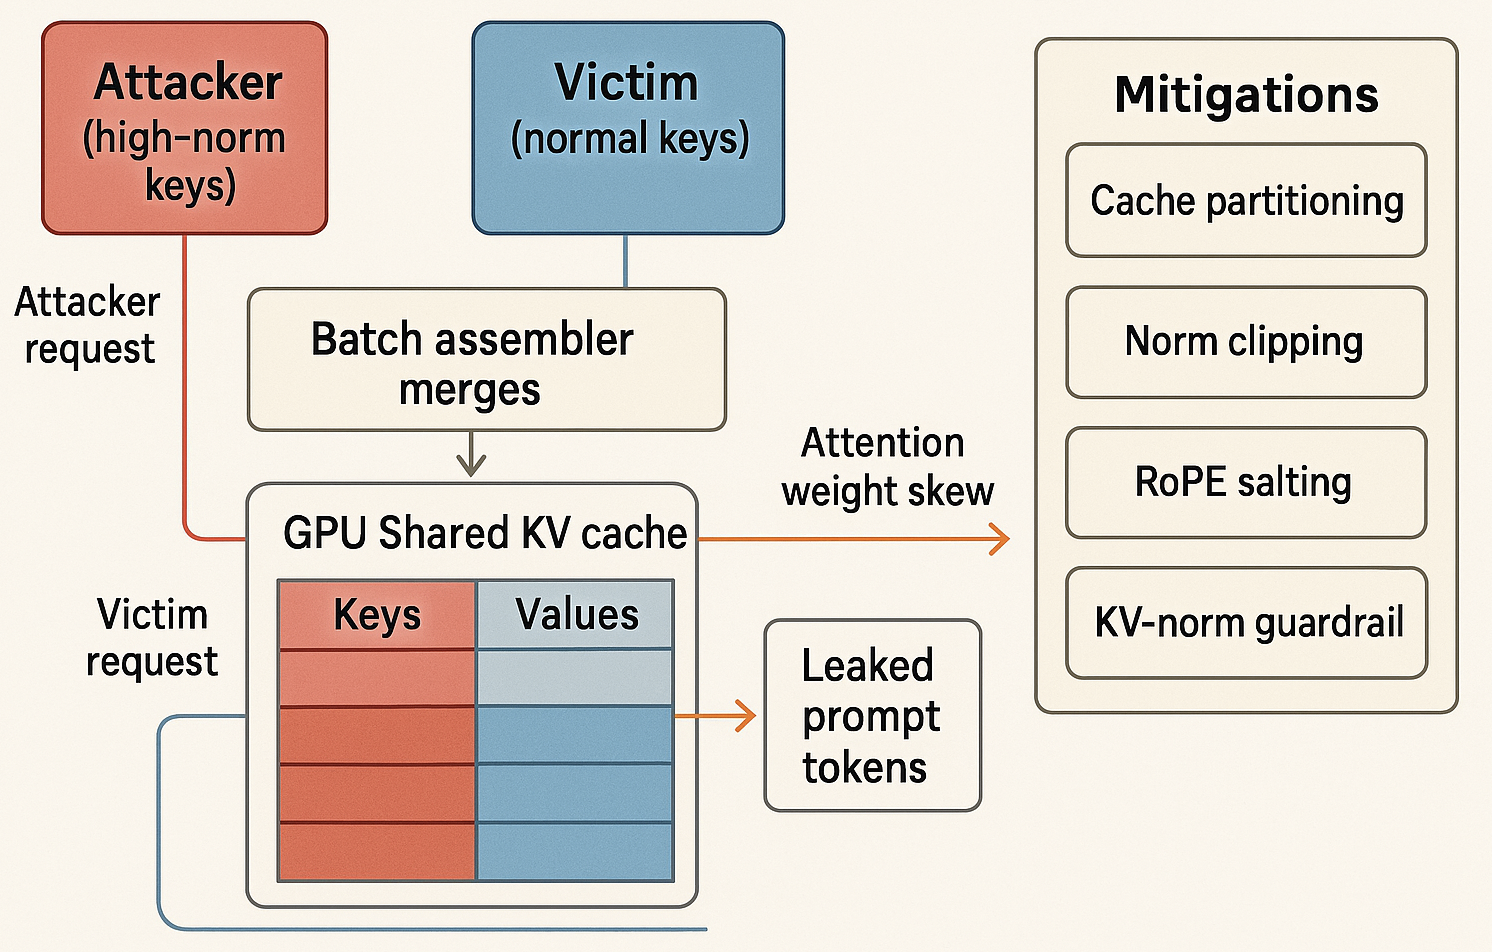 Attacker
(high-norm
keys)
Victim
(normal keys)
Attacker
request
Batch assembler
merges
GPU Shared KV cache
Keys
Values
Victim
request
Attention
weight skew
Leaked
prompt
tokens
Mitigations
Cache partitioning
Norm clipping
RoPE salting
KV-norm guardrail